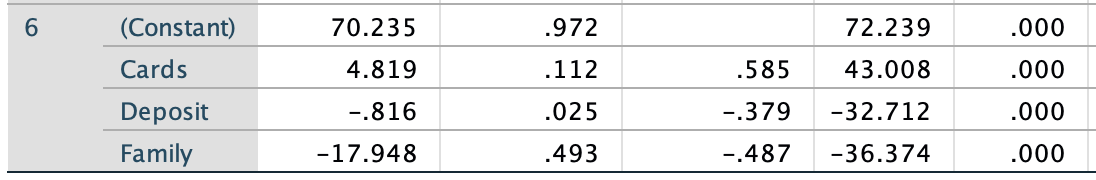 6 (Constant) 70.235 .972 72.239 .000
Cards 4.819 .112 .585 43.008 .000
Deposit -.816 .025 -.379 -32.712 .000
Family -17.948 .493 -.487 -36.374 .000